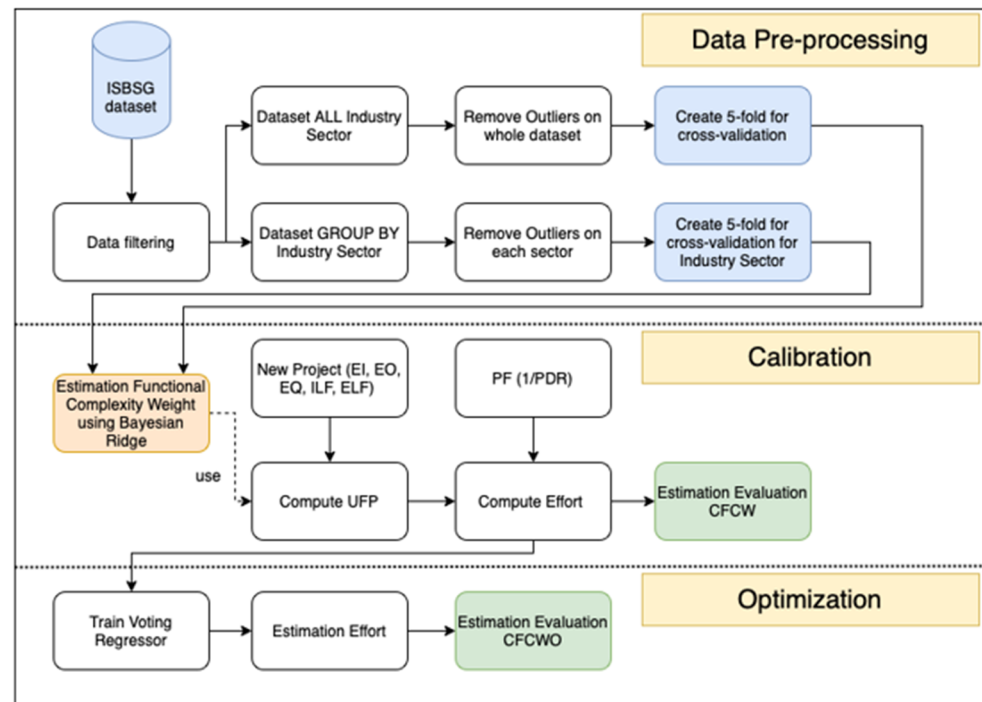 Data Pre-processing
ISBSG
dataset
Data filtering
Dataset ALL Industry
Sector
Remove Outliers on
whole dataset
Create 5-fold for
cross-validation
Dataset GROUP BY
Industry Sector
Remove Outliers on
each sector
Create 5-fold for
cross-validation for
Industry Sector
Calibration
Estimation Functional
Complexity Weight
using Bayesian
Ridge
use
New Project (EI, EO,
EQ, ILF, ELF)
PF (1/PDR)
Compute UFP
Compute Effort
Estimation Evaluation
CFCW
Optimization
Train Voting
Regressor
Estimation Effort
Estimation Evaluation
CFCWO